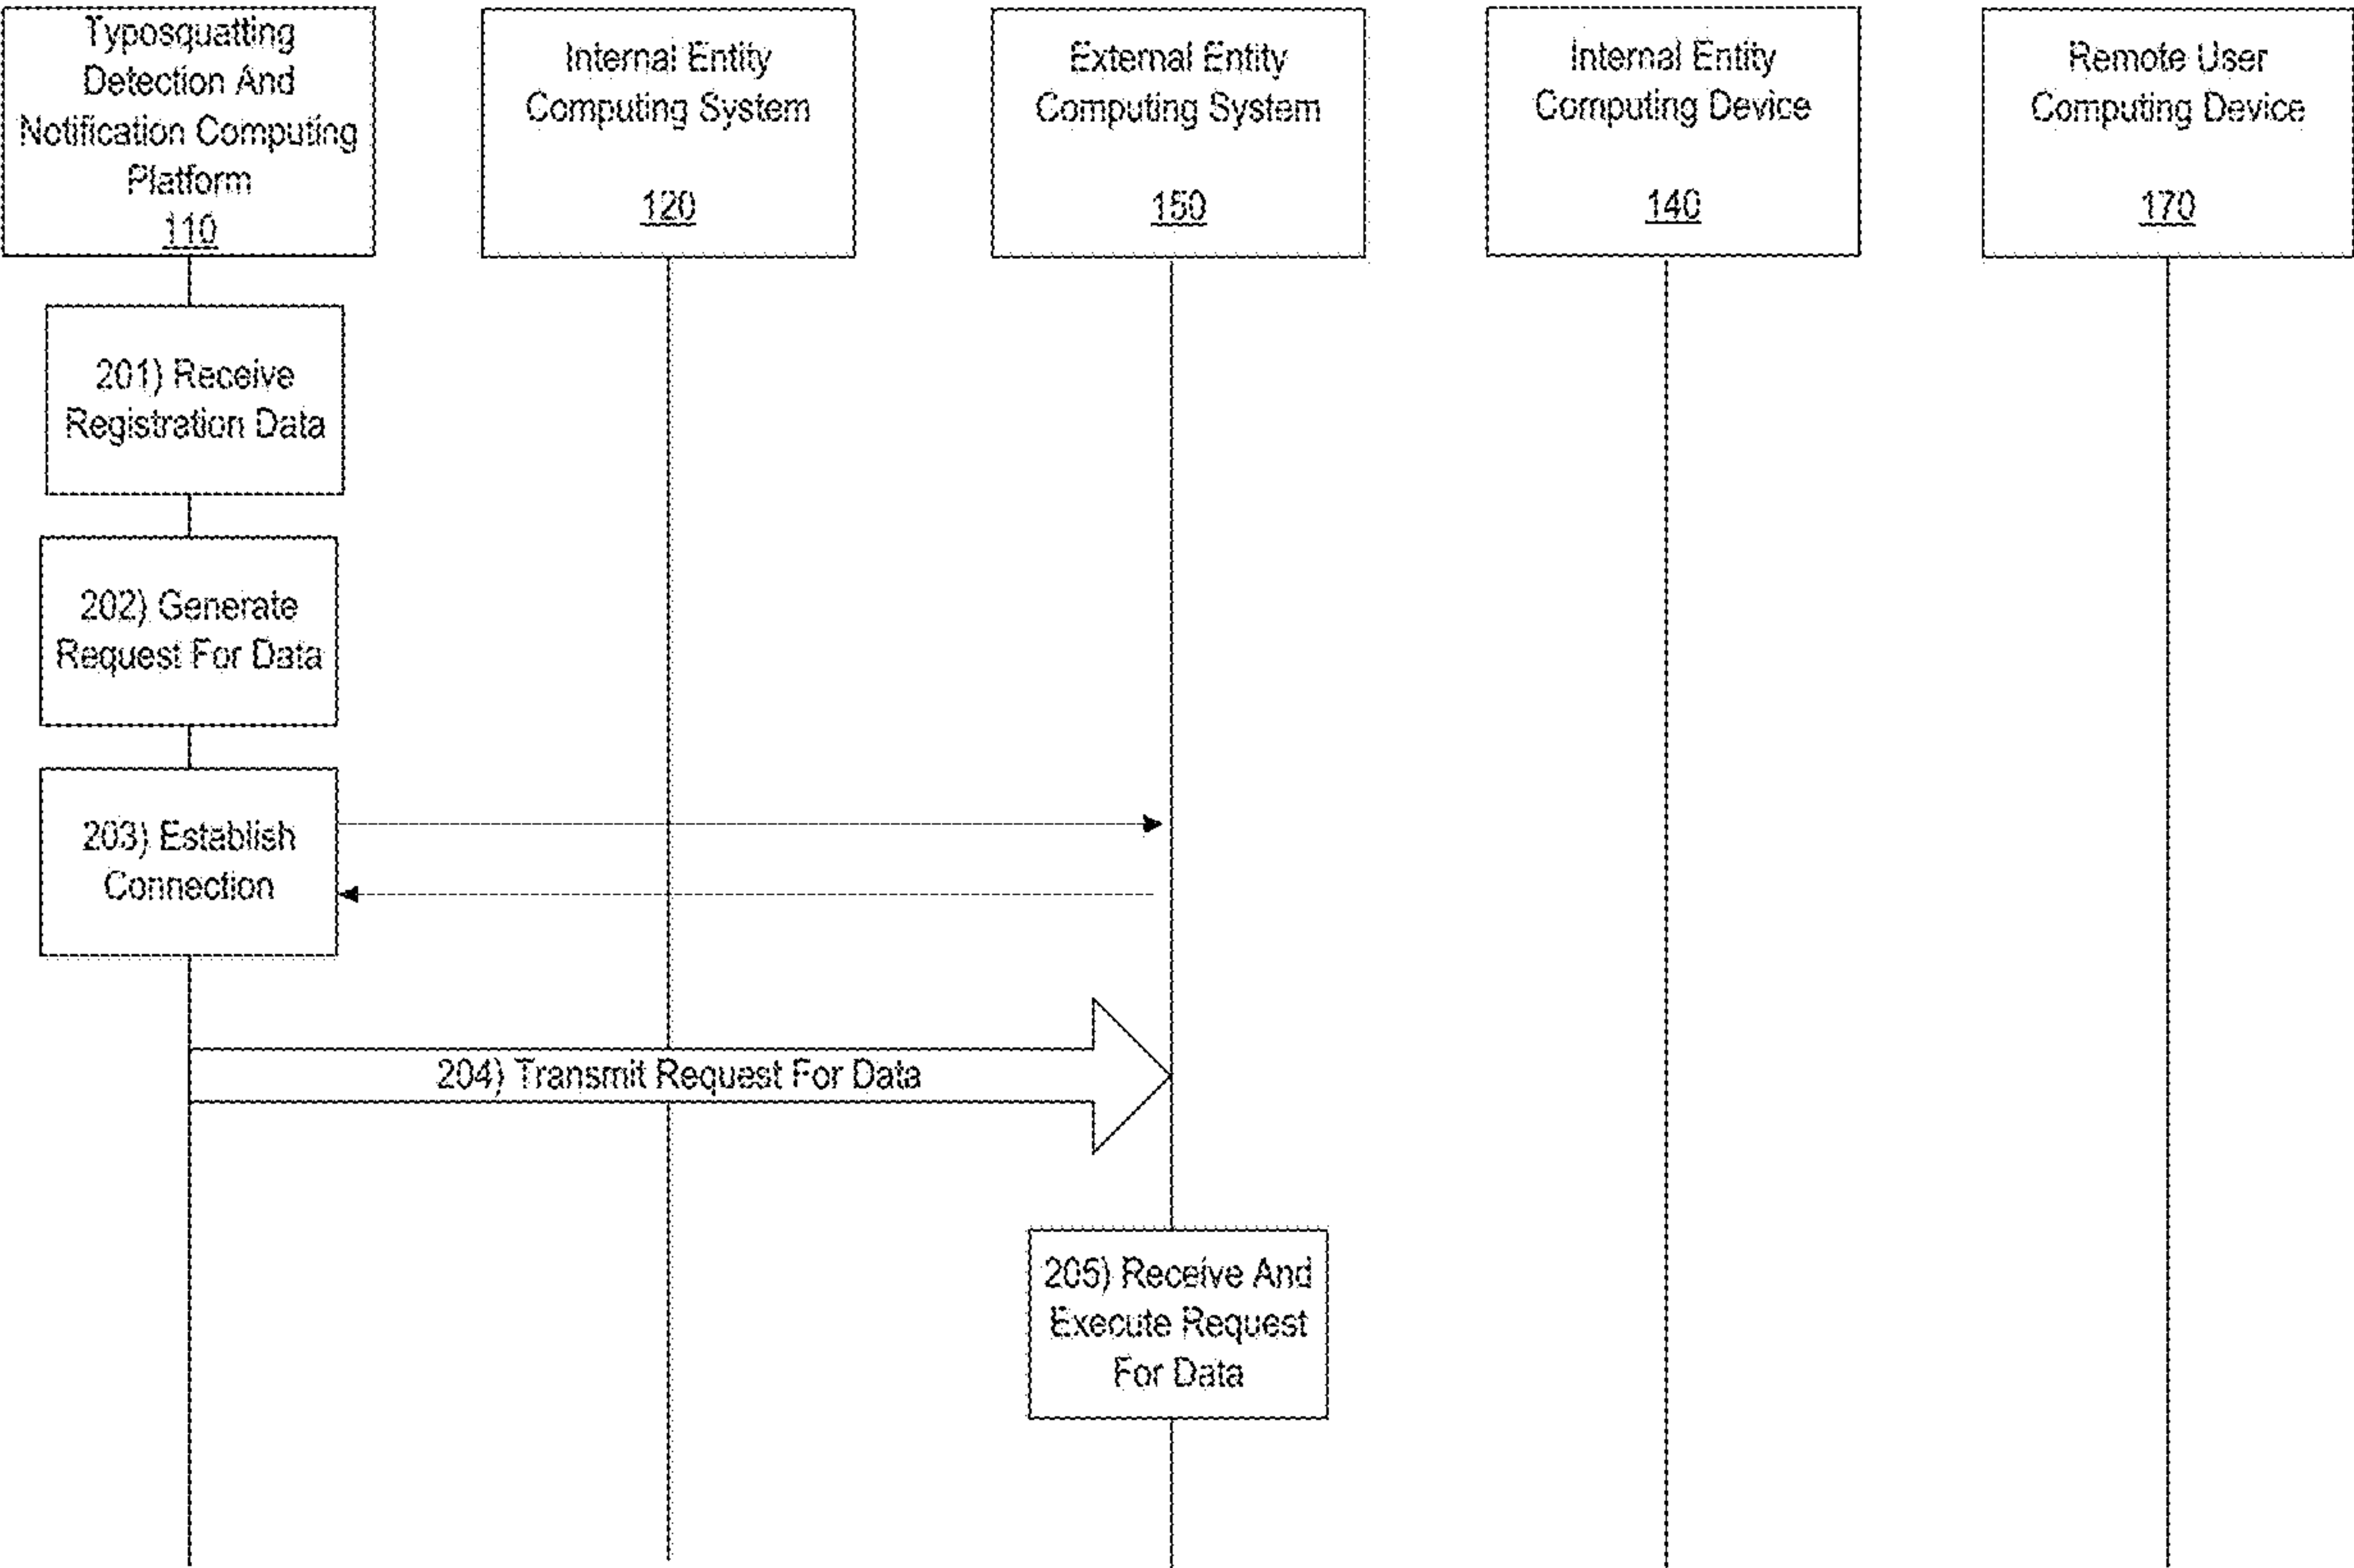 Typosquatting
Detection And
Notification Computing
Platform
110
Internal Entity
Computing System
120
External Entity
Computing System
150
Internal Entity
Computing Device
140
Remote User
Computing Device
170
201) Receive
Registration Data
202) Generate
Request For Data
203) Establish
Connection
204) Transmit Request For Data
205) Receive And
Execute Request
For Data